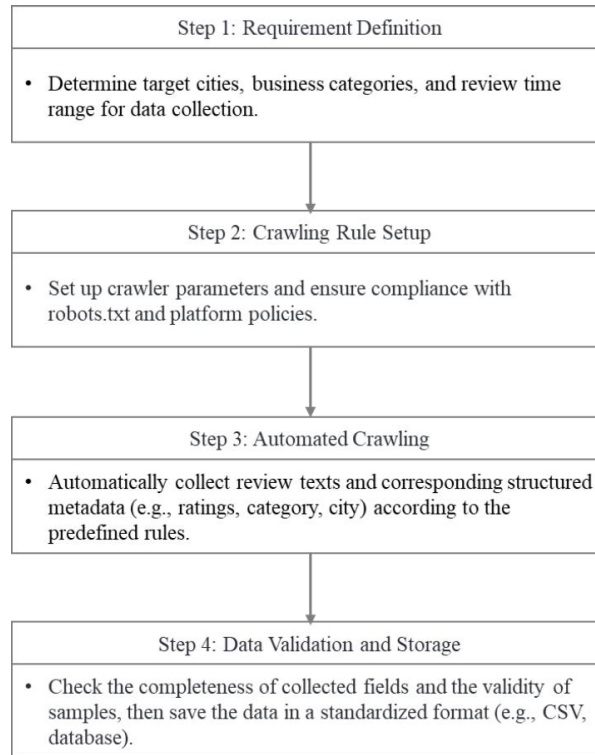 Step 1: Requirement Definition
• Determine target cities, business categories, and review time
range for data collection.
Step 2: Crawling Rule Setup
• Set up crawler parameters and ensure compliance with
robots.txt and platform policies.
Step 3: Automated Crawling
• Automatically collect review texts and corresponding structured
metadata (e.g., ratings, category, city) according to the
predefined rules.
Step 4: Data Validation and Storage
• Check the completeness of collected fields and the validity of
samples, then save the data in a standardized format (e.g., CSV,
database).